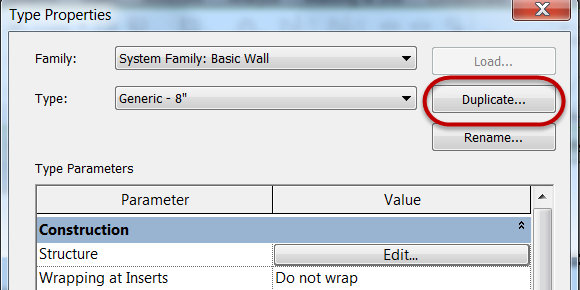 Type Properties
Family: System Family: Basic Wall Load...
Type: Generic - 8" Duplicate...
Rename...
Type Parameters
Parameter Value
Construction
Structure Edit...
Wrapping at Inserts Do not wrap